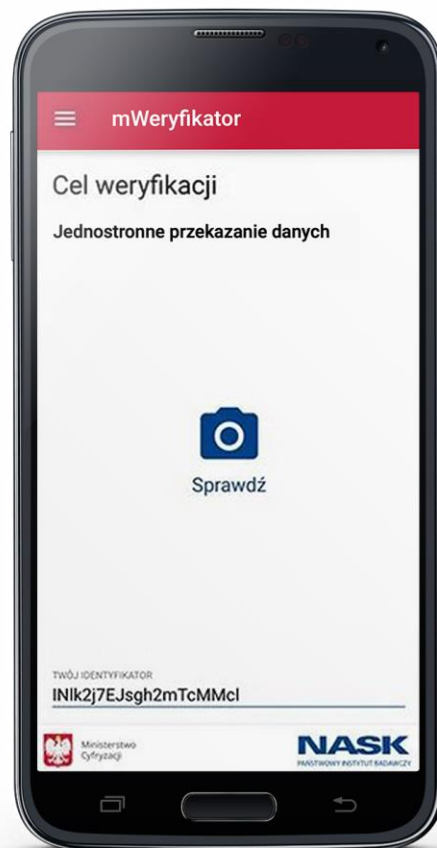 mWeryfikator
Cel weryfikacji
Jednostronne przekazanie danych
Sprawdź
TWÓJ IDENTYFIKATOR
INlk2j7EJsgh2mTcMMcl
Ministerstwo
Cyfryzacji
NASK
PAŃSTWOWY INSTYTUT BADAWCZY